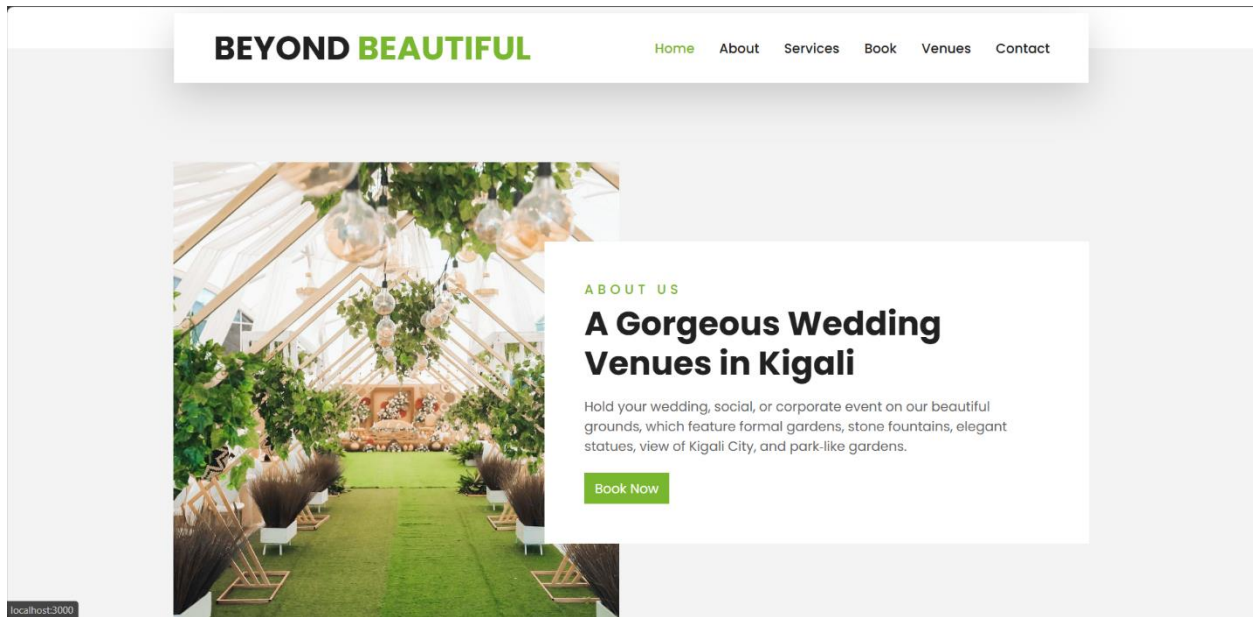 BEYOND BEAUTIFUL
Home About Services Book Venues Contact
ABOUT US
A Gorgeous Wedding
Venues in Kigali
Hold your wedding, social, or corporate event on our beautiful
grounds, which feature formal gardens, stone fountains, elegant
statues, view of Kigali City, and park-like gardens.
Book Now
localhost:3000